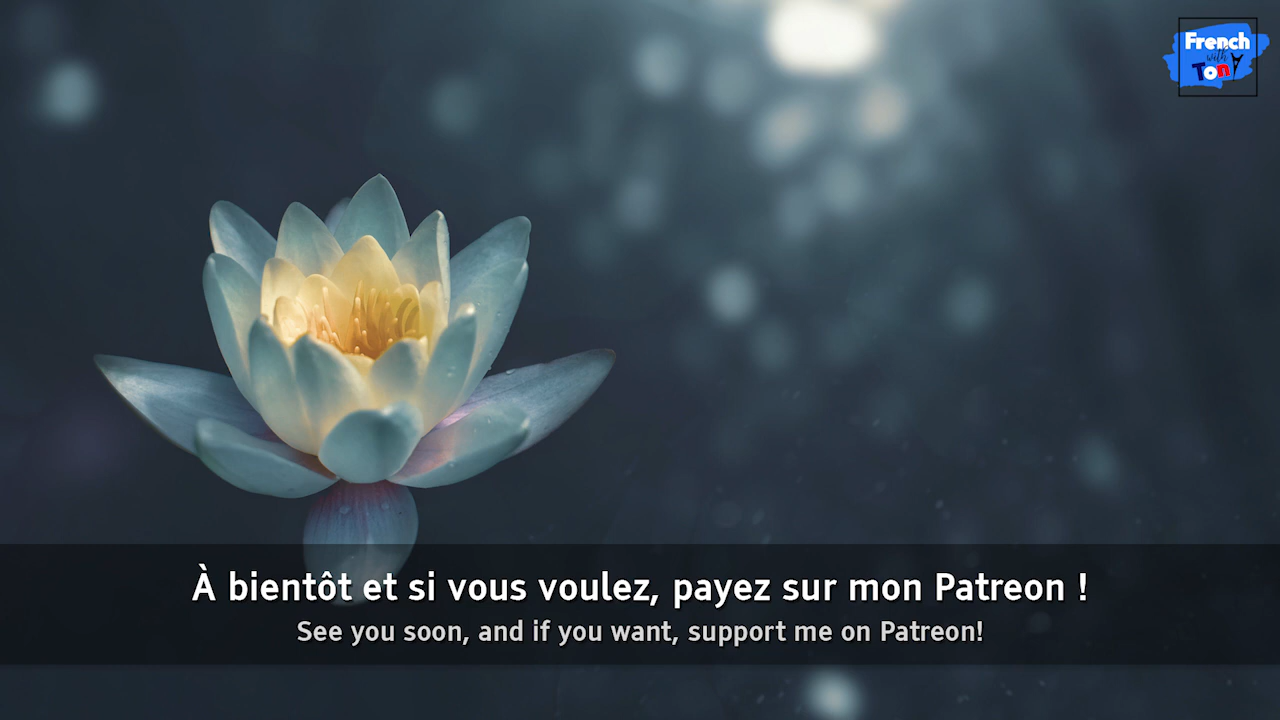 French
with
Tony
À bientôt et si vous voulez, payez sur mon Patreon !
See you soon, and if you want, support me on Patreon!